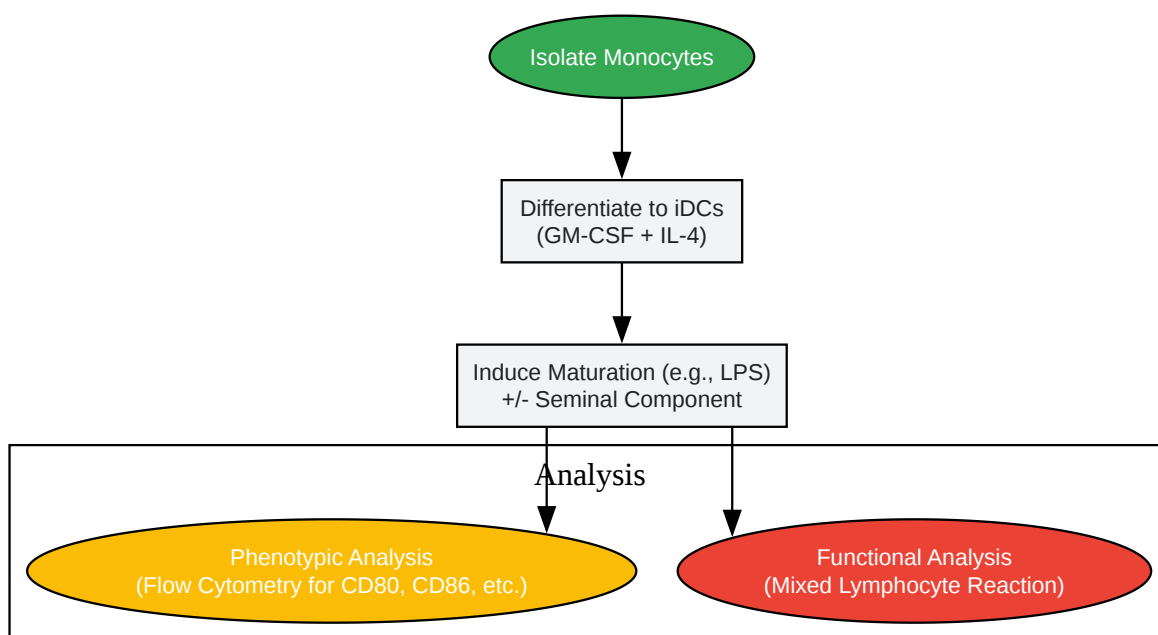 Isolate Monocytes
Differentiate to iDCs
(GM-CSF + IL-4)
Induce Maturation (e.g., LPS)
+/- Seminal Component
Analysis
Phenotypic Analysis
(Flow Cytometry for CD80, CD86, etc.)
Functional Analysis
(Mixed Lymphocyte Reaction)